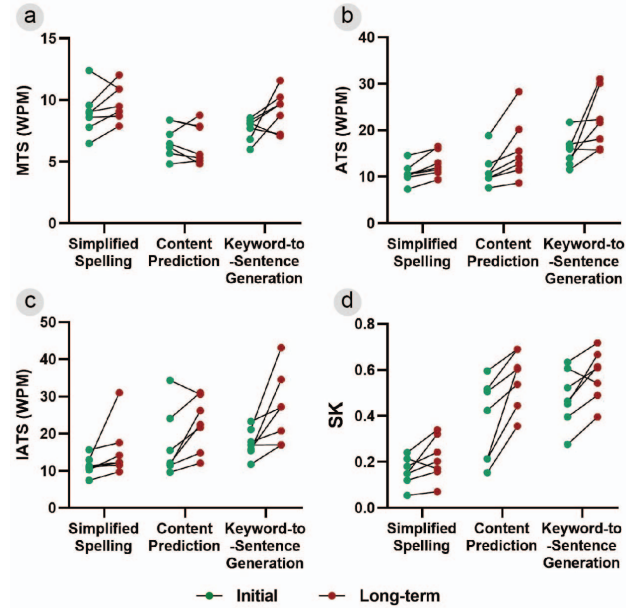 a
MTS (WPM)
15
10
5
0
Simplified Spelling
Content Prediction
Keyword-to-Sentence Generation
b
ATS (WPM)
40
30
20
10
0
Simplified Spelling
Content Prediction
Keyword-to-Sentence Generation
c
IATS (WPM)
50
40
30
20
10
0
Simplified Spelling
Content Prediction
Keyword-to-Sentence Generation
d
SK
0.8
0.6
0.4
0.2
0.0
Simplified Spelling
Content Prediction
Keyword-to-Sentence Generation
Initial
Long-term